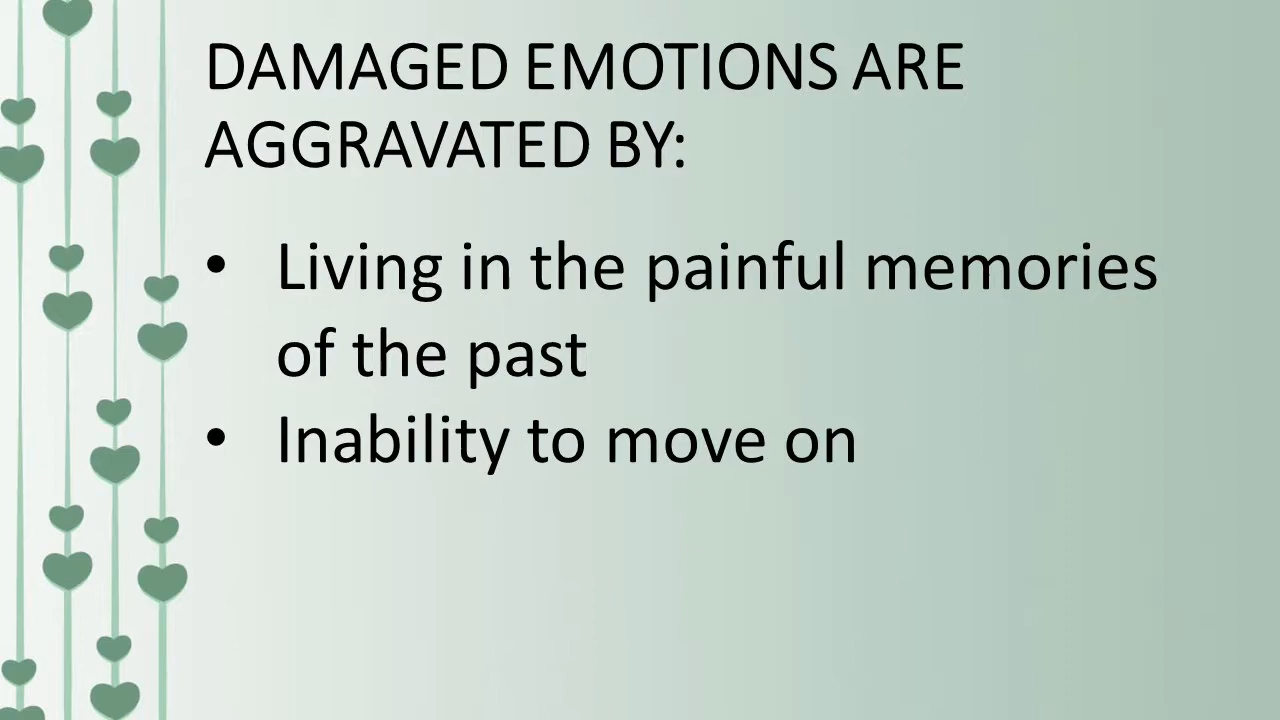 DAMAGED EMOTIONS ARE
AGGRAVATED BY:
• Living in the painful memories
of the past
• Inability to move on